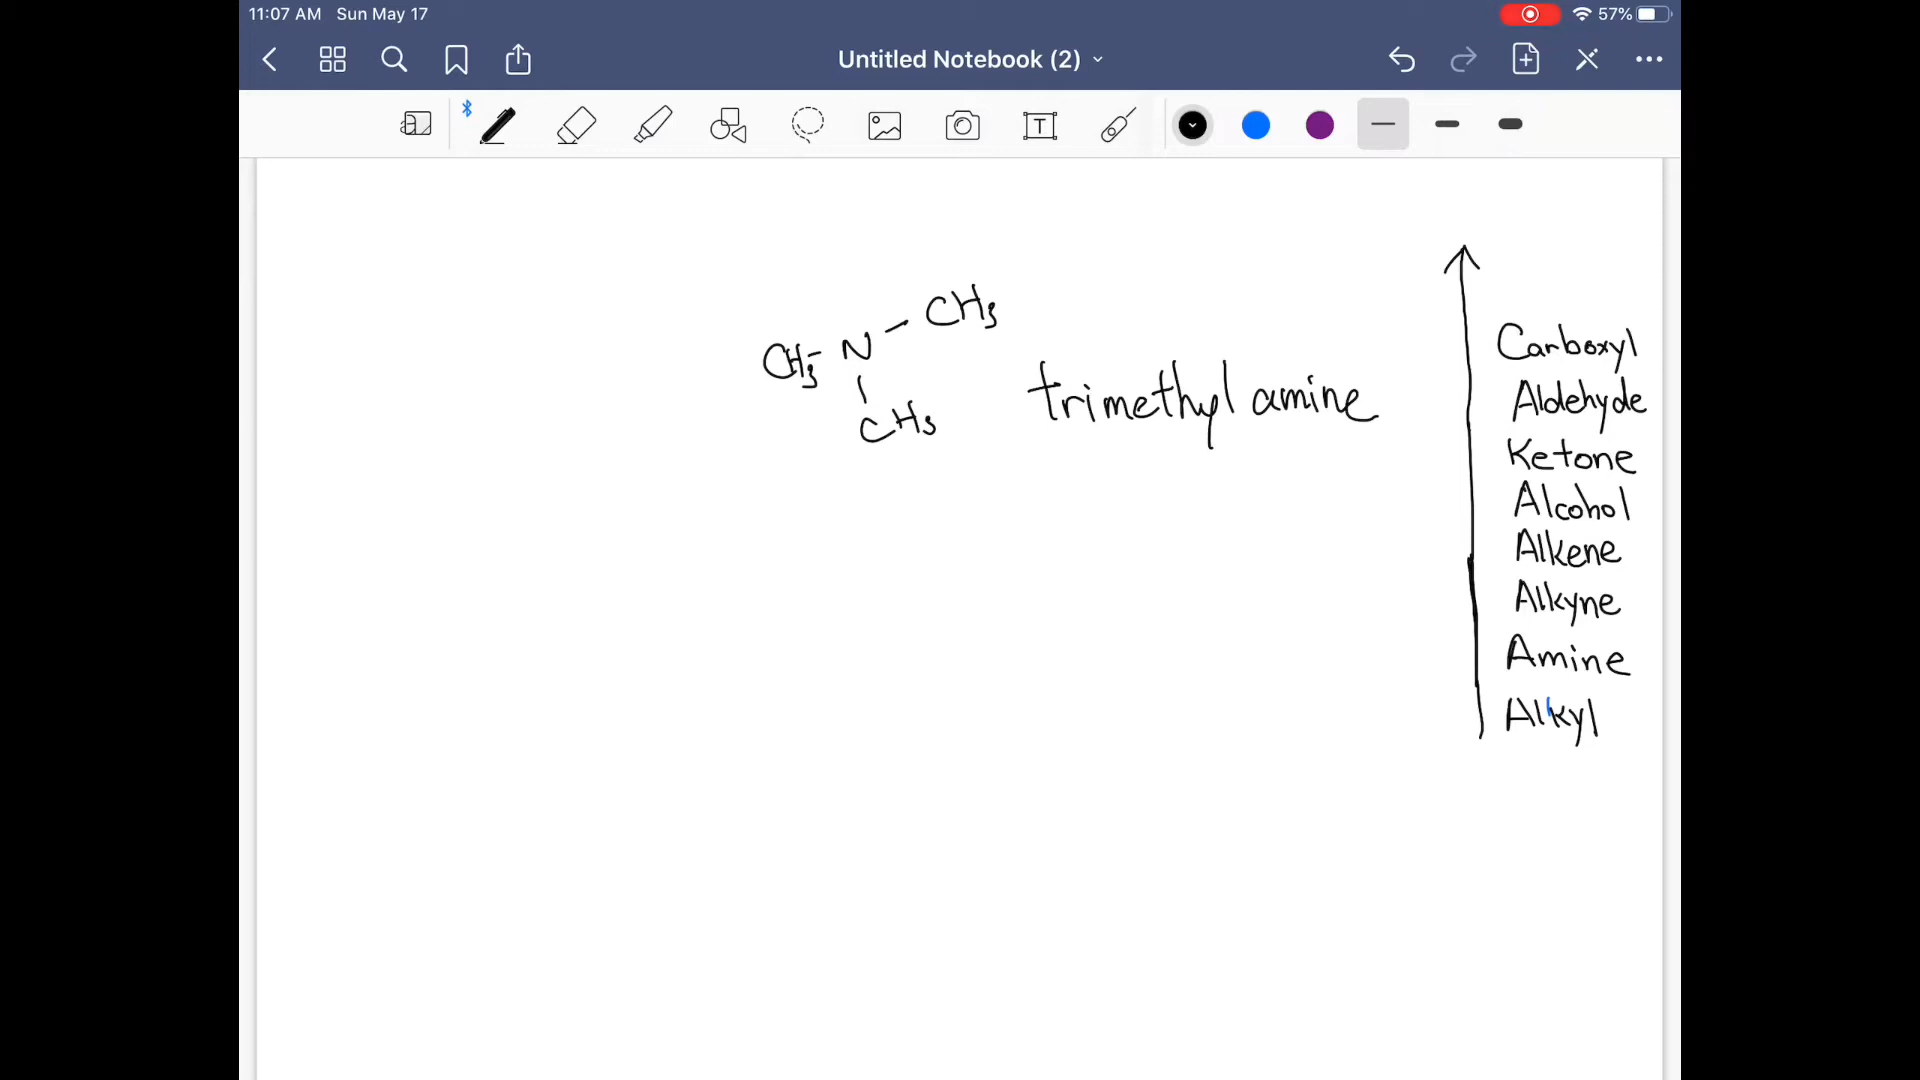 11:07 AM Sun May 17
57%
Untitled Notebook (2)
a
T
CH3
CH3 - N
CH3
trimethyl amine
Carboxyl
Aldehyde
Ketone
Alcohol
Alkene
Alkyne
Amine
Alkyl